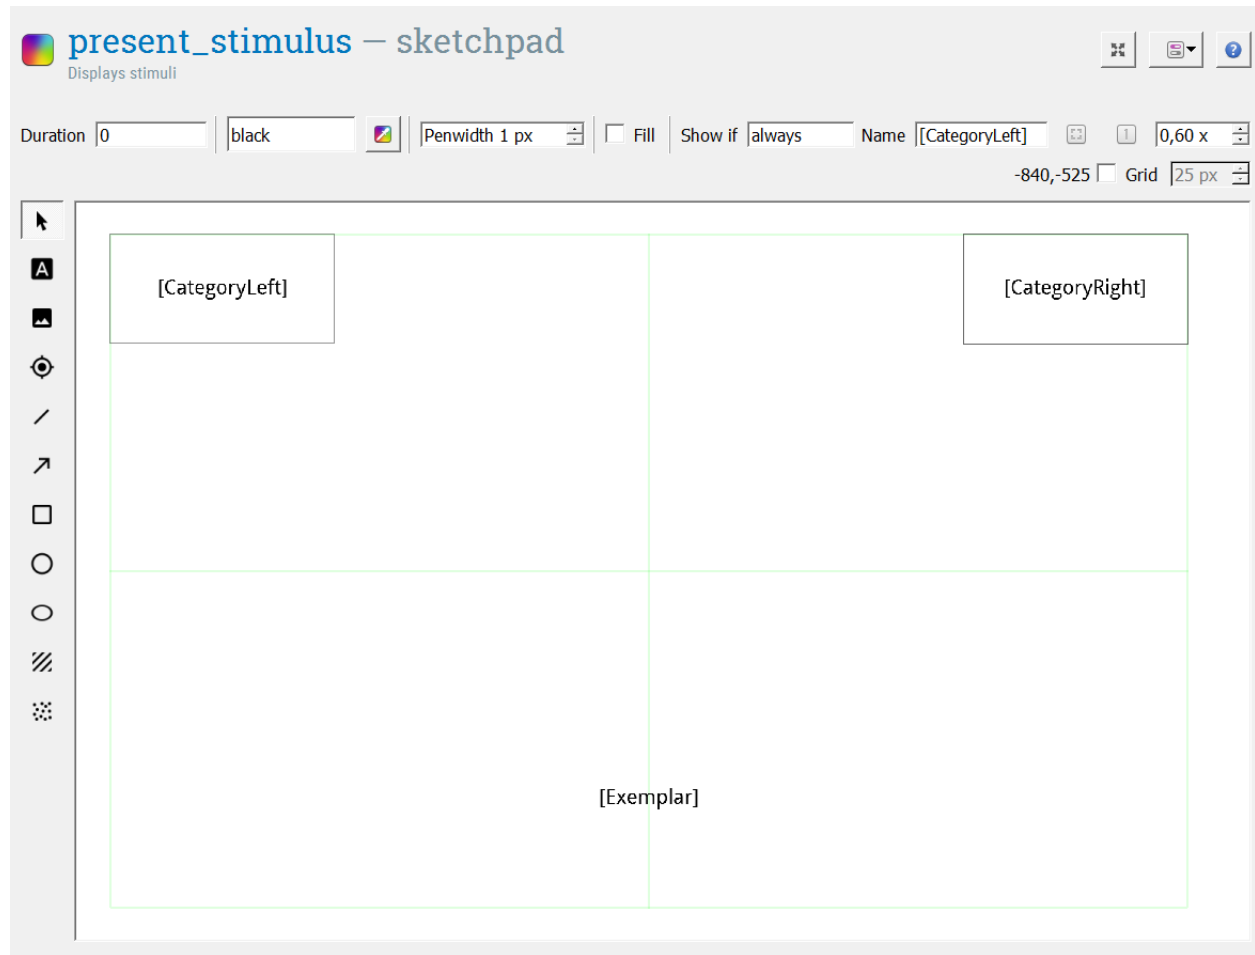 present_stimulus — sketchpad
Displays stimuli
Duration 0 black Penwidth 1 px Fill Show if always Name [CategoryLeft] 1 0,60 x
-840,-525 Grid 25 px
A
[CategoryLeft] [CategoryRight]
[Exemplar]